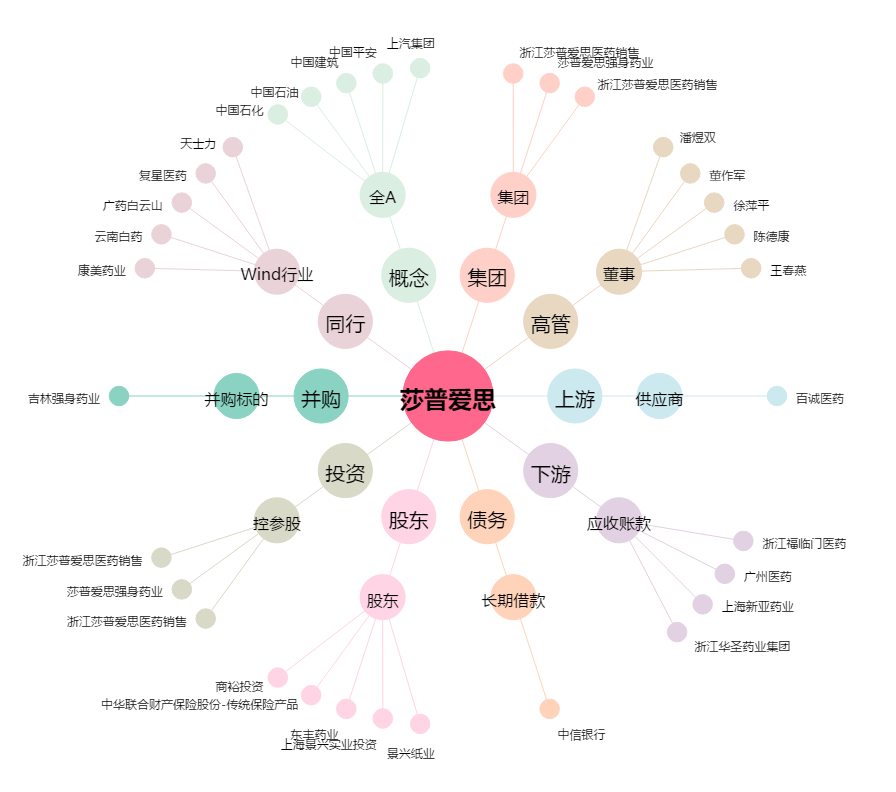 上汽集团
中国平安
中国建筑
中国石油
中国石化
全A
概念
浙江莎普爱思医药销售
莎普爱思强身药业
浙江莎普爱思医药销售
集团
集团
天士力
复星医药
广药白云山
云南白药
康美药业
Wind行业
同行
潘煜双
董作军
徐萍平
陈德康
王春燕
董事
高管
吉林强身药业
并购标的
并购
莎普爱思
上游
供应商
百诚医药
投资
控参股
浙江莎普爱思医药销售
莎普爱思强身药业
浙江莎普爱思医药销售
下游
应收账款
浙江福临门医药
广州医药
上海新亚药业
浙江华圣药业集团
股东
股东
商裕投资
中华联合财产保险股份-传统保险产品
东丰药业
上海景兴实业投资
景兴纸业
债务
长期借款
中信银行